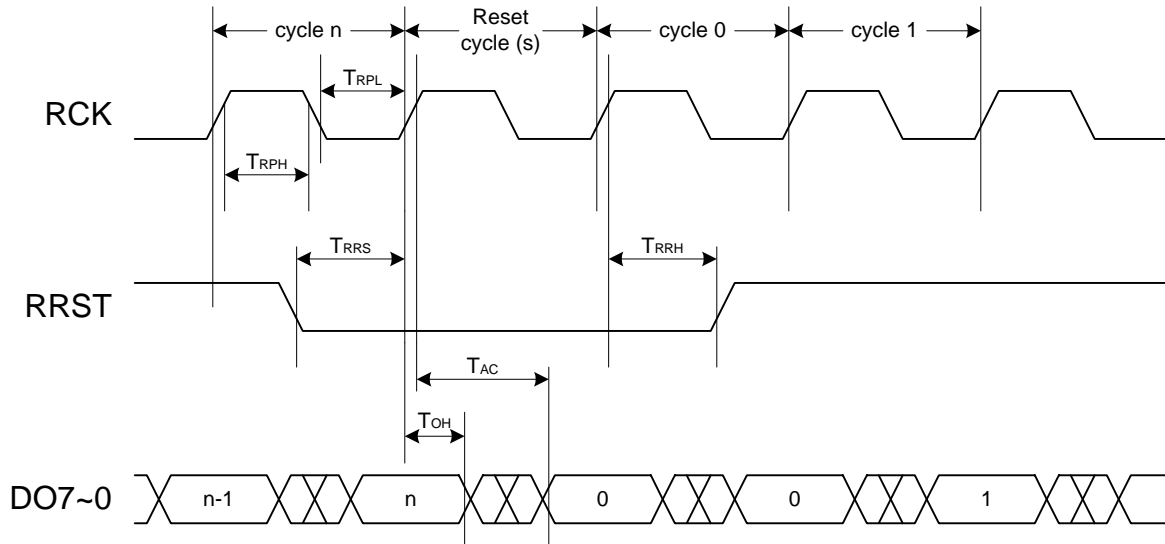 cycle n
Reset
cycle (s)
cycle 0
cycle 1
TRPL
RCK
TRPH
TRRS
TRRH
RRST
TAC
TOH
DO7~0
n-1
n
0
0
1